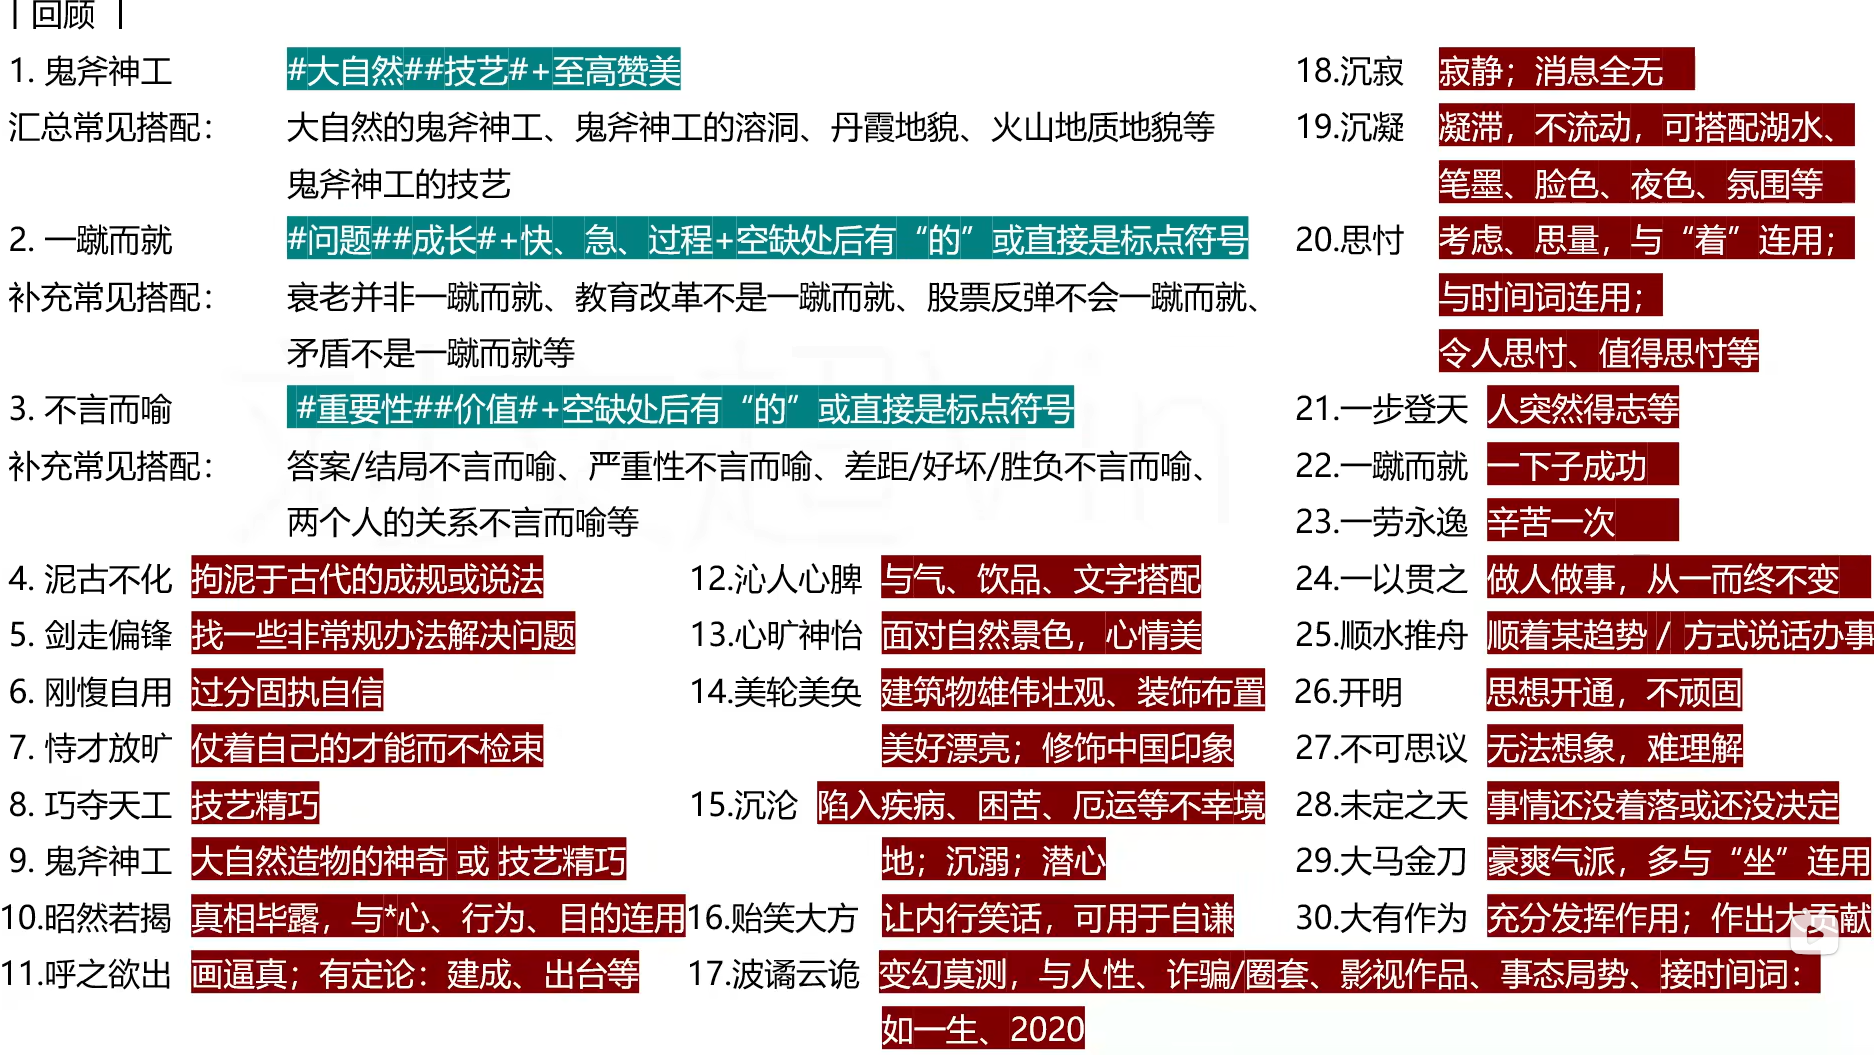 | 回顾 |
1. 鬼斧神工 #大自然##技艺#+至高赞美
汇总常见搭配： 大自然的鬼斧神工、鬼斧神工的溶洞、丹霞地貌、火山地质地貌等
鬼斧神工的技艺
2. 一蹴而就 #问题##成长#+快、急、过程+空缺处后有“的”或直接是标点符号
补充常见搭配： 衰老并非一蹴而就、教育改革不是一蹴而就、股票反弹不会一蹴而就、
矛盾不是一蹴而就等
3. 不言而喻 #重要性##价值#+空缺处后有“的”或直接是标点符号
补充常见搭配： 答案/结局不言而喻、严重性不言而喻、差距/好坏/胜负不言而喻、
两个人的关系不言而喻等
4. 泥古不化 拘泥于古代的成规或说法
5. 剑走偏锋 找一些非常规办法解决问题
6. 刚愎自用 过分固执自信
7. 恃才放旷 仗着自己的才能而不检束
8. 巧夺天工 技艺精巧
9. 鬼斧神工 大自然造物的神奇 或 技艺精巧
10.昭然若揭 真相毕露，与*心、行为、目的连用
11.呼之欲出 画逼真；有定论：建成、出台等
12.沁人心脾 与气、饮品、文字搭配
13.心旷神怡 面对自然景色，心情美
14.美轮美奂 建筑物雄伟壮观、装饰布置
美好漂亮；修饰中国印象
15.沉沦 陷入疾病、困苦、厄运等不幸境
地；沉溺；潜心
16.贻笑大方 让内行笑话，可用于自谦
17.波谲云诡 变幻莫测，与人性、诈骗/圈套、影视作品、事态局势、接时间词：
如一生、2020
18.沉寂 寂静；消息全无
19.沉凝 凝滞，不流动，可搭配湖水、
笔墨、脸色、夜色、氛围等
20.思忖 考虑、思量，与“着”连用；
与时间词连用；
令人思忖、值得思忖等
21.一步登天 人突然得志等
22.一蹴而就 一下子成功
23.一劳永逸 辛苦一次
24.一以贯之 做人做事，从一而终不变
25.顺水推舟 顺着某趋势 / 方式说话办事
26.开明 思想开通，不顽固
27.不可思议 无法想象，难理解
28.未定之天 事情还没着落或还没决定
29.大马金刀 豪爽气派，多与“坐”连用
30.大有作为 充分发挥作用；作出大贡献